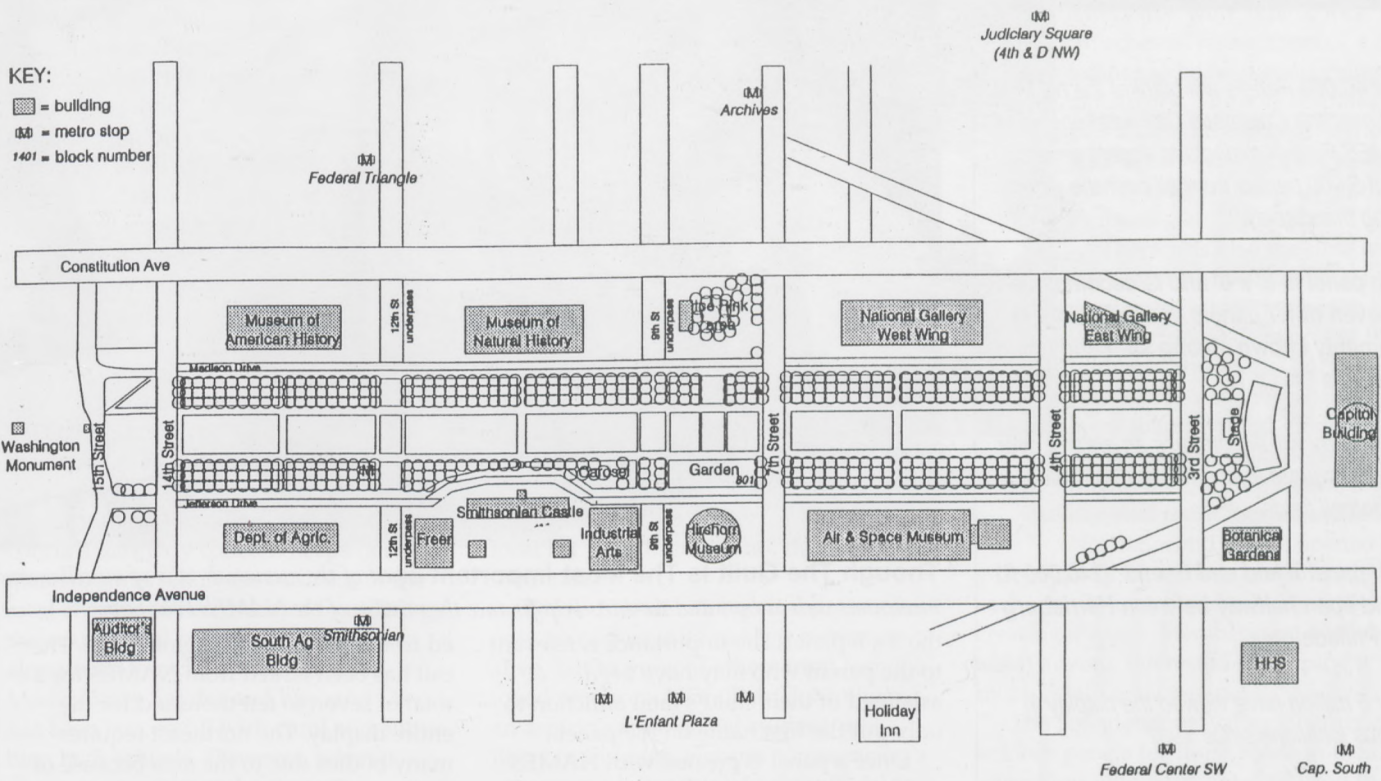 (M)
Judiciary Square
(4th & D NW)
KEY:
= building
(M) = metro stop
1401 = block number
(M)
Archives
(M)
Federal Triangle
Constitution Ave
Museum of
American History
12th St
underpass
Museum of
Natural History
9th St
underpass
National Gallery
West Wing
National Gallery
East Wing
Madison Drive
Washington
Monument
15th Street
14th Street
7th Street
4th Street
3rd Street
Stage
Capitol
Building
(M)
Carosel
Garden
801
Jefferson Drive
Dept. of Agric.
12th St
underpass
Freer
Smithsonian Castle
Industrial
Arts
9th St
underpass
Hirshorn
Museum
Air & Space Museum
Botanical
Gardens
Independence Avenue
Auditor's
Bldg
South Ag
Bldg
(M)
Smithsonian
HHS
(M) (M) (M)
L'Enfant Plaza
Holiday
Inn
(M)
Federal Center SW
(M)
Cap. South